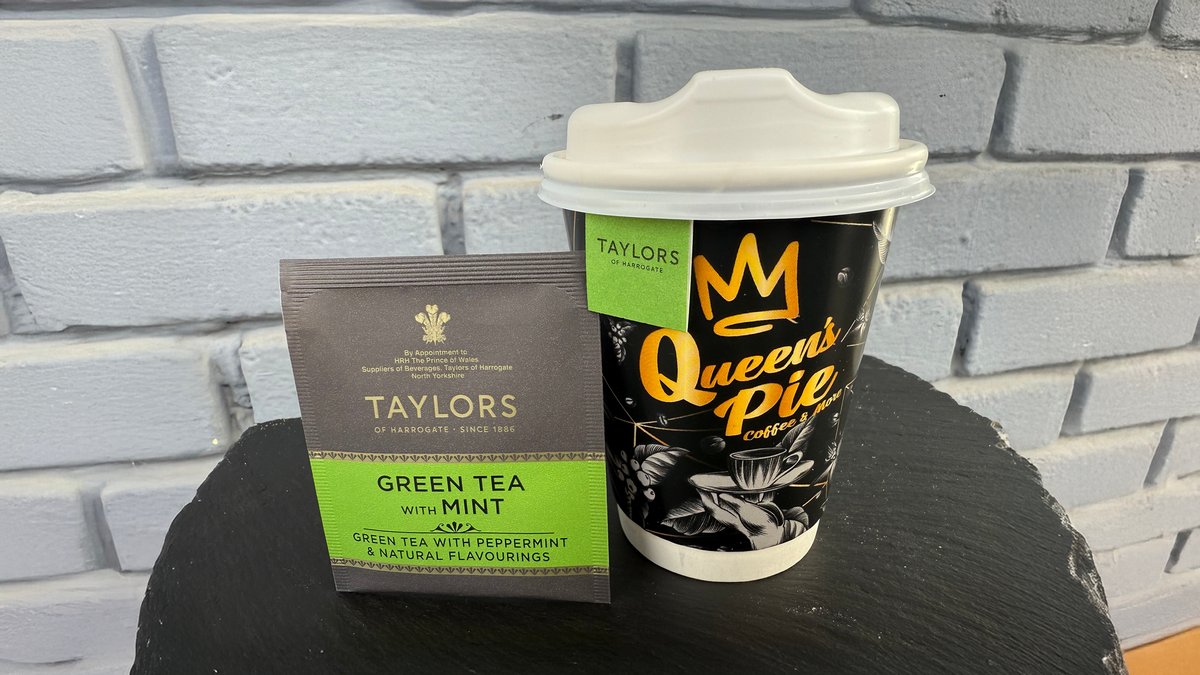 By Appointment to
HRH The Prince of Wales
Suppliers of Beverages, Taylors of Harrogate
North Yorkshire
TAYLORS
OF HARROGATE · SINCE 1886
GREEN TEA
WITH MINT
GREEN TEA WITH PEPPERMINT
& NATURAL FLAVOURINGS
TAYLORS
OF HARROGATE
Queen's
Pie
Coffee & More